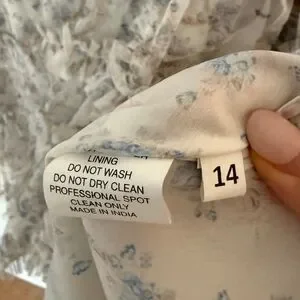 LINING
DO NOT WASH
DO NOT DRY CLEAN
PROFESSIONAL SPOT
CLEAN ONLY
MADE IN INDIA
14